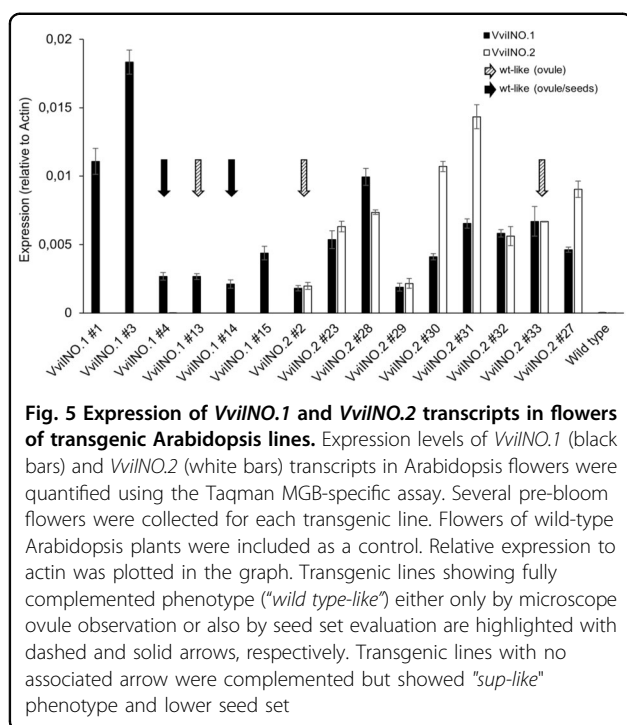 0,02
0,015
0,01
0,005
0
Expression (relative to Actin)
VviINO.1
VviINO.2
wt-like (ovule)
wt-like (ovule/seeds)
VviINO.1 #1
VviINO.1 #3
VviINO.1 #4
VviINO.1 #13
VviINO.1 #14
VviINO.1 #15
VviINO.2 #2
VviINO.2 #23
VviINO.2 #28
VviINO.2 #29
VviINO.2 #30
VviINO.2 #31
VviINO.2 #32
VviINO.2 #33
VviINO.2 #27
Wild type
Fig. 5 Expression of VviINO.1 and VviINO.2 transcripts in flowers
of transgenic Arabidopsis lines. Expression levels of VviINO.1 (black
bars) and VviINO.2 (white bars) transcripts in Arabidopsis flowers were
quantified using the Taqman MGB-specific assay. Several pre-bloom
flowers were collected for each transgenic line. Flowers of wild-type
Arabidopsis plants were included as a control. Relative expression to
actin was plotted in the graph. Transgenic lines showing fully
complemented phenotype ("wild type-like") either only by microscope
ovule observation or also by seed set evaluation are highlighted with
dashed and solid arrows, respectively. Transgenic lines with no
associated arrow were complemented but showed "sup-like"
phenotype and lower seed set